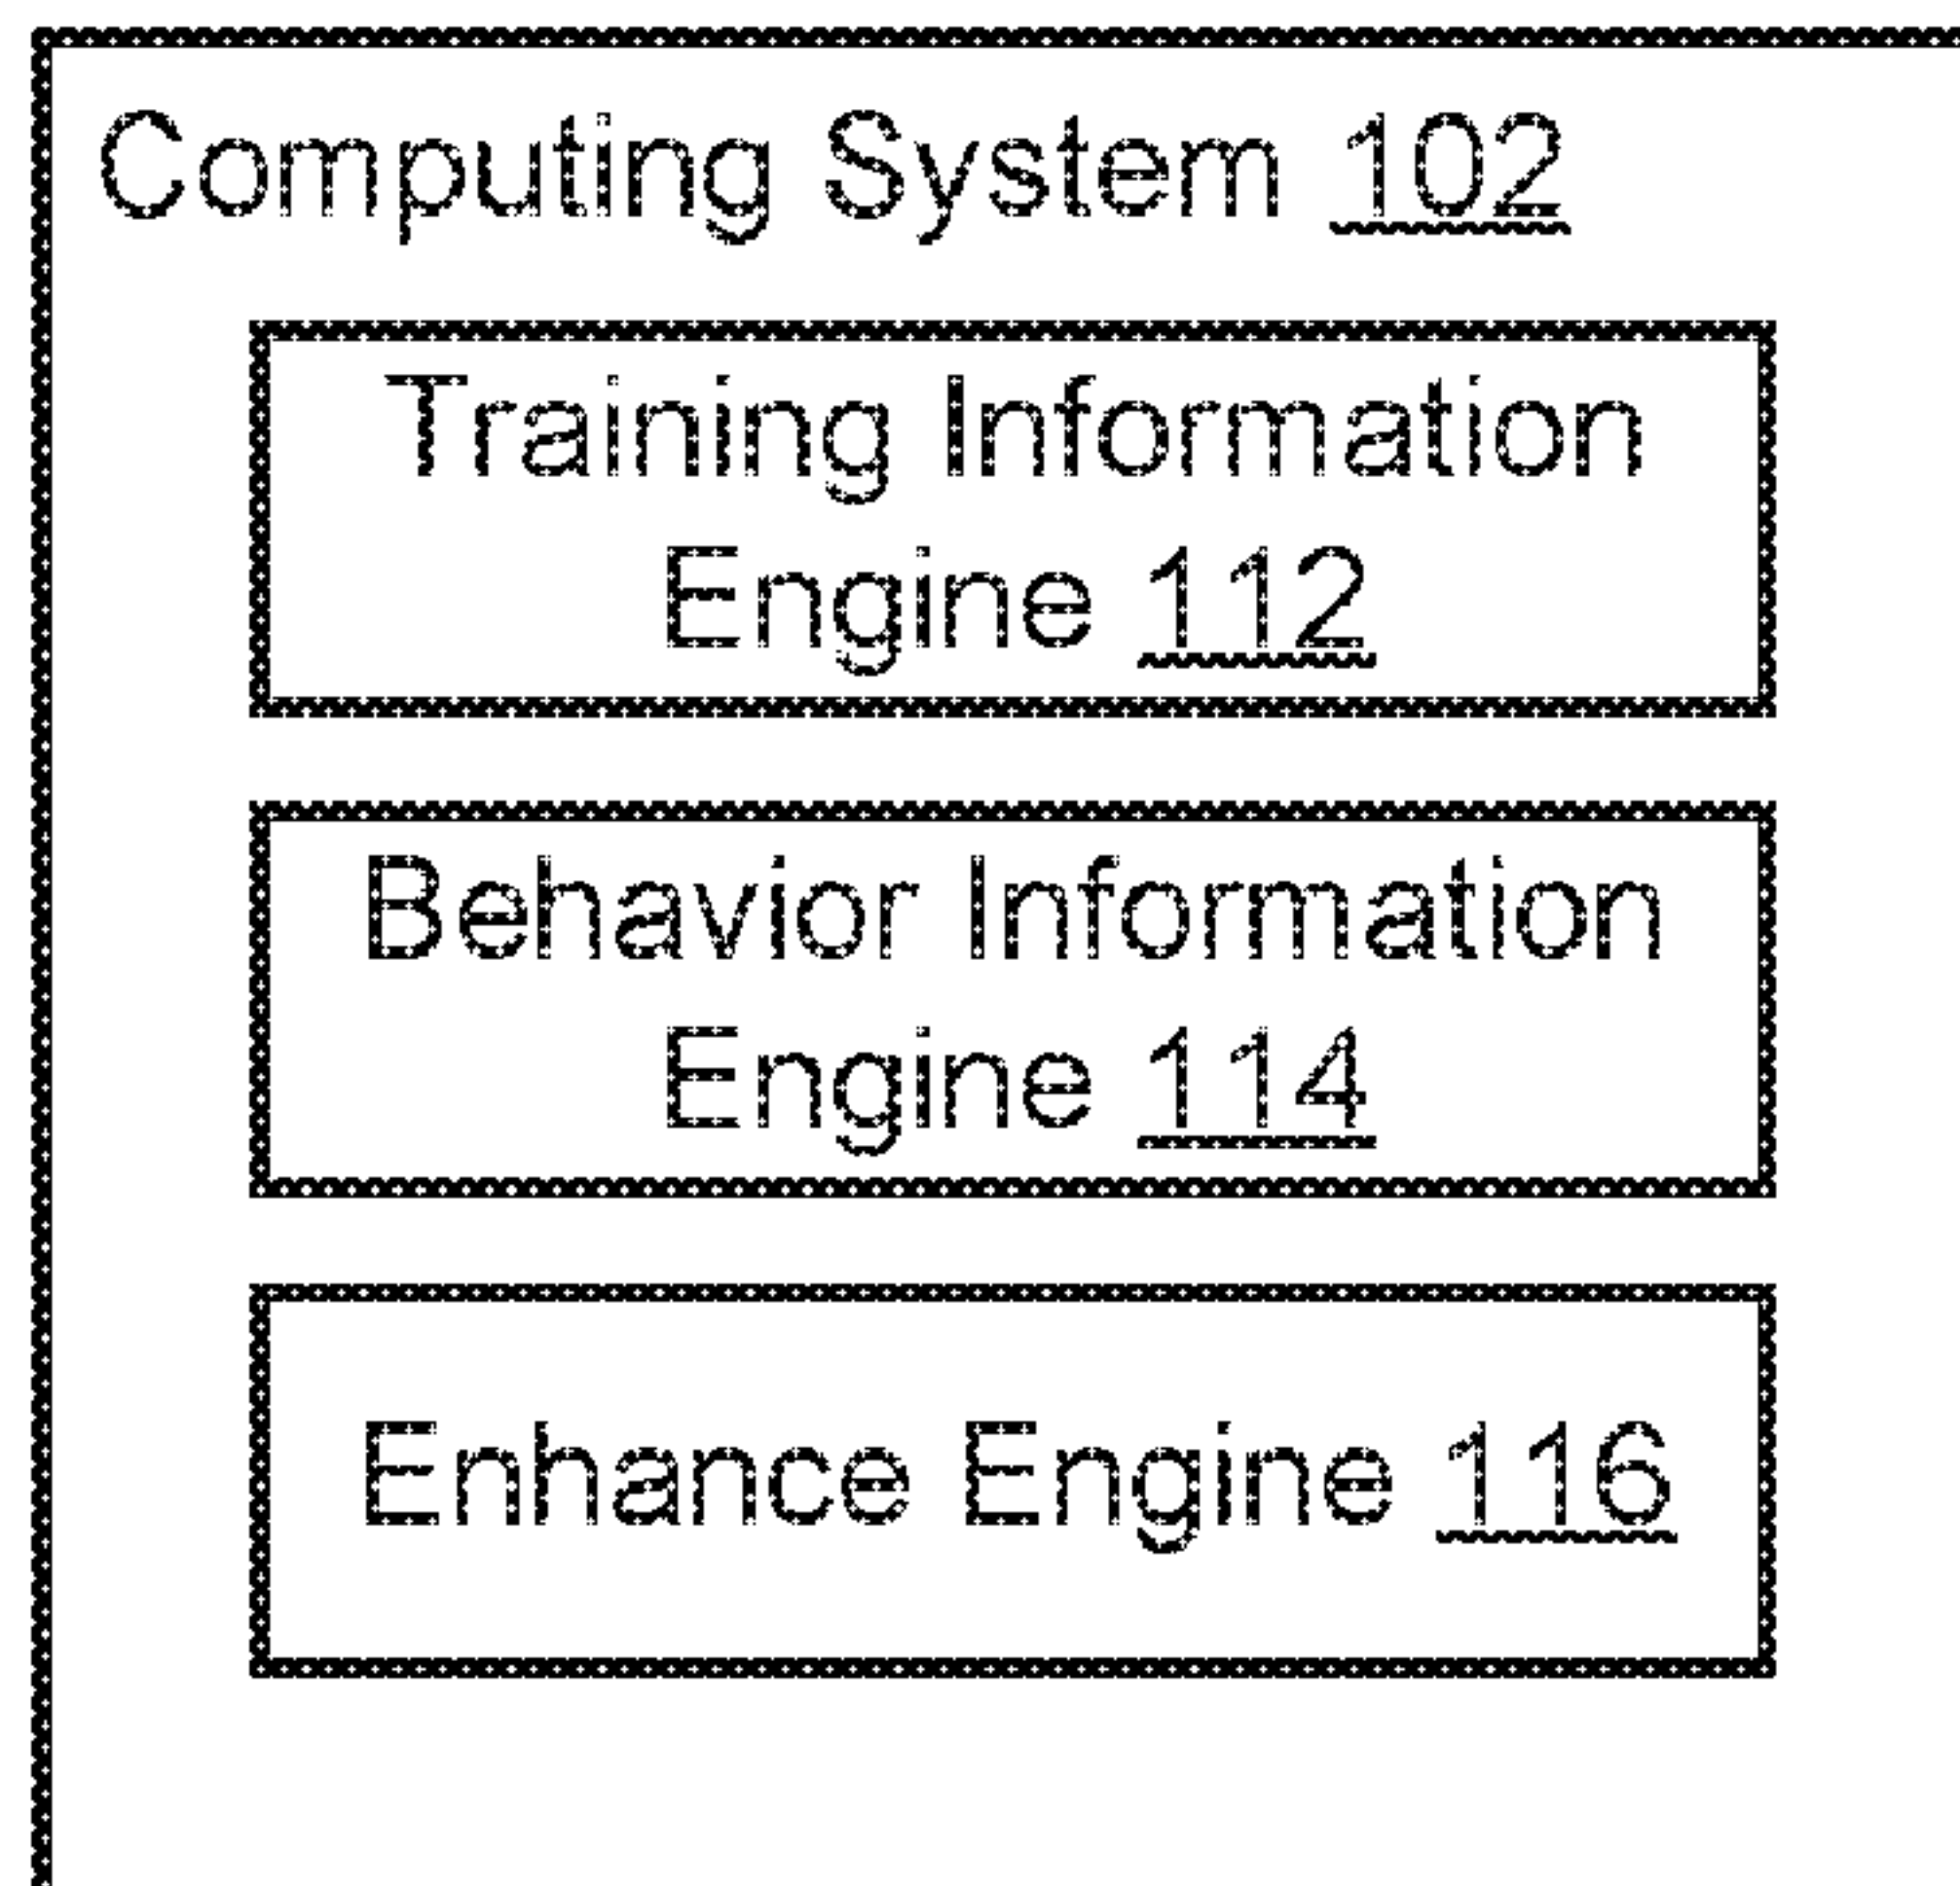 Computing System 102
Training Information
Engine 112
Behavior Information
Engine 114
Enhance Engine 116